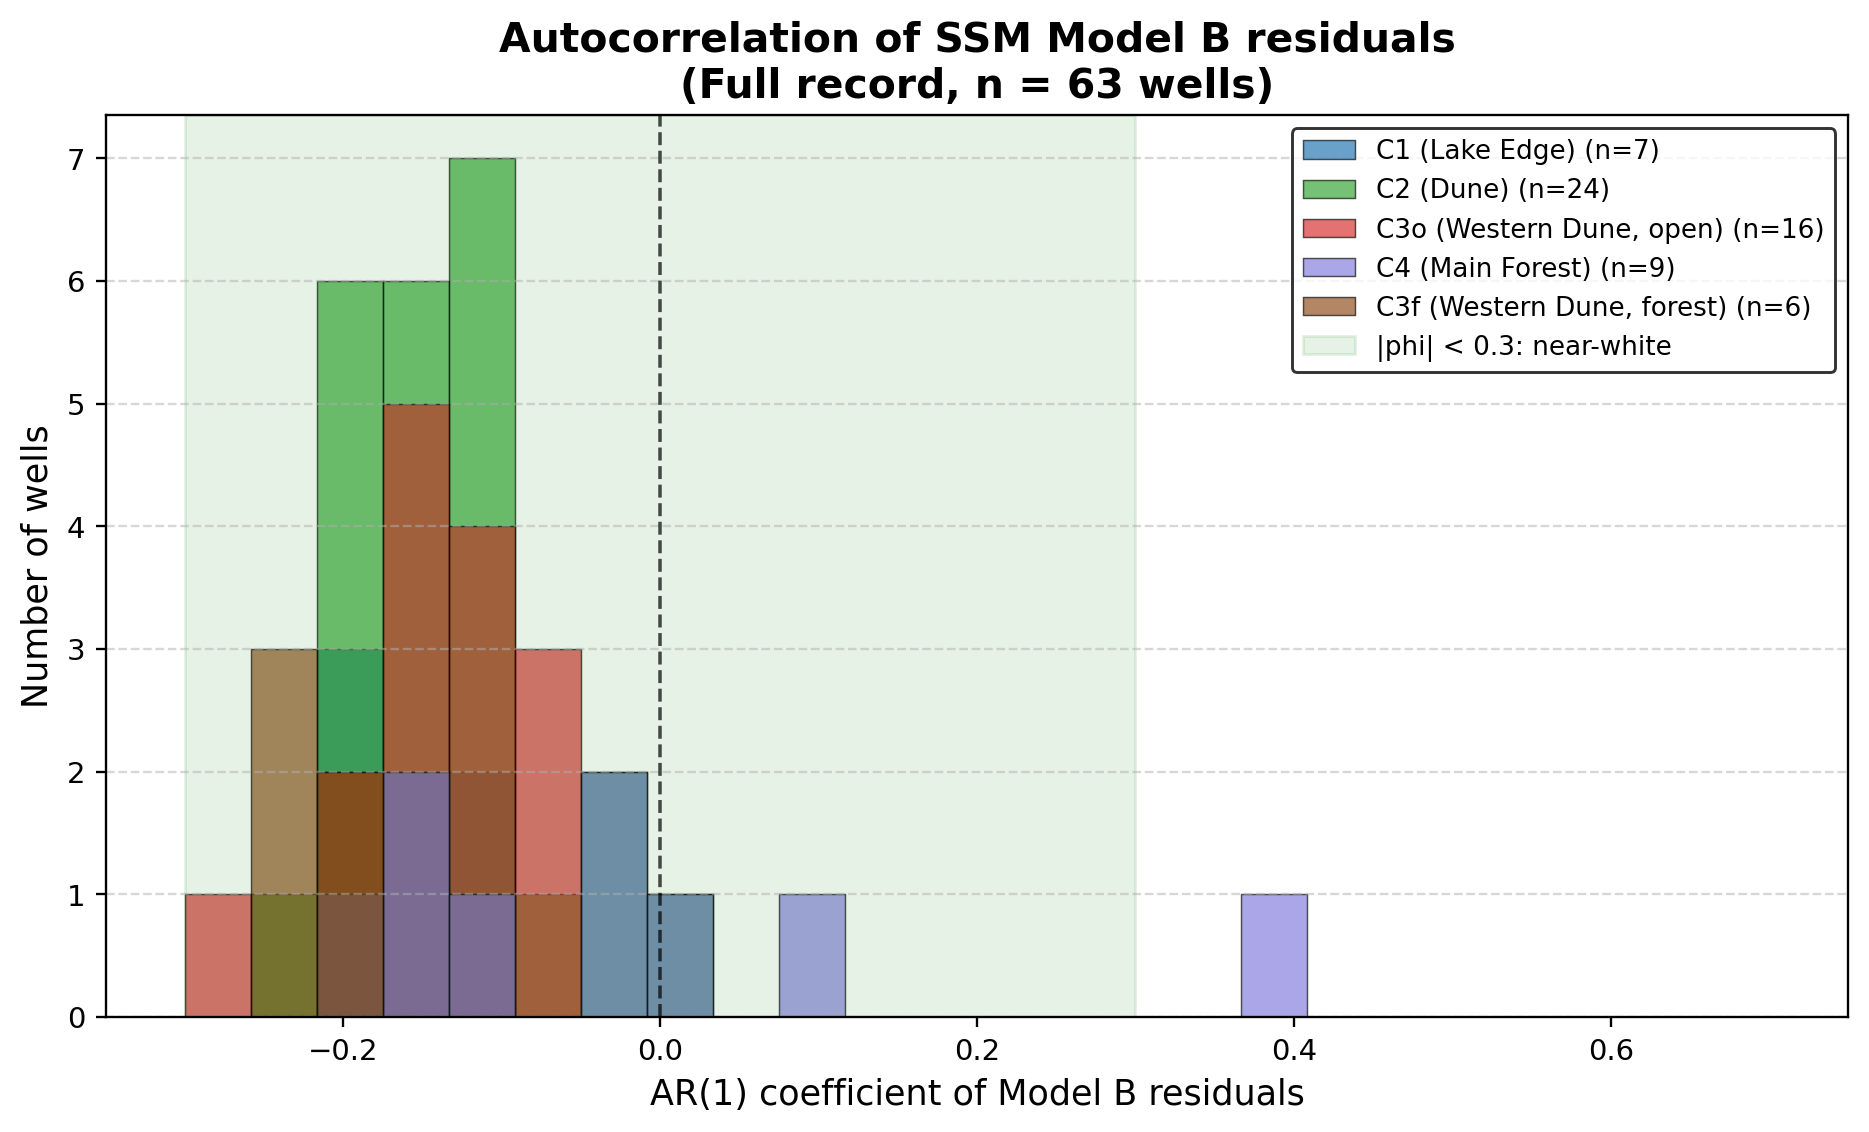 Autocorrelation of SSM Model B residuals
(Full record, n = 63 wells)
C1 (Lake Edge) (n=7)
C2 (Dune) (n=24)
C3o (Western Dune, open) (n=16)
C4 (Main Forest) (n=9)
C3f (Western Dune, forest) (n=6)
|phi| < 0.3: near-white
Number of wells
7
6
5
4
3
2
1
0
−0.2
0.0
0.2
0.4
0.6
AR(1) coefficient of Model B residuals